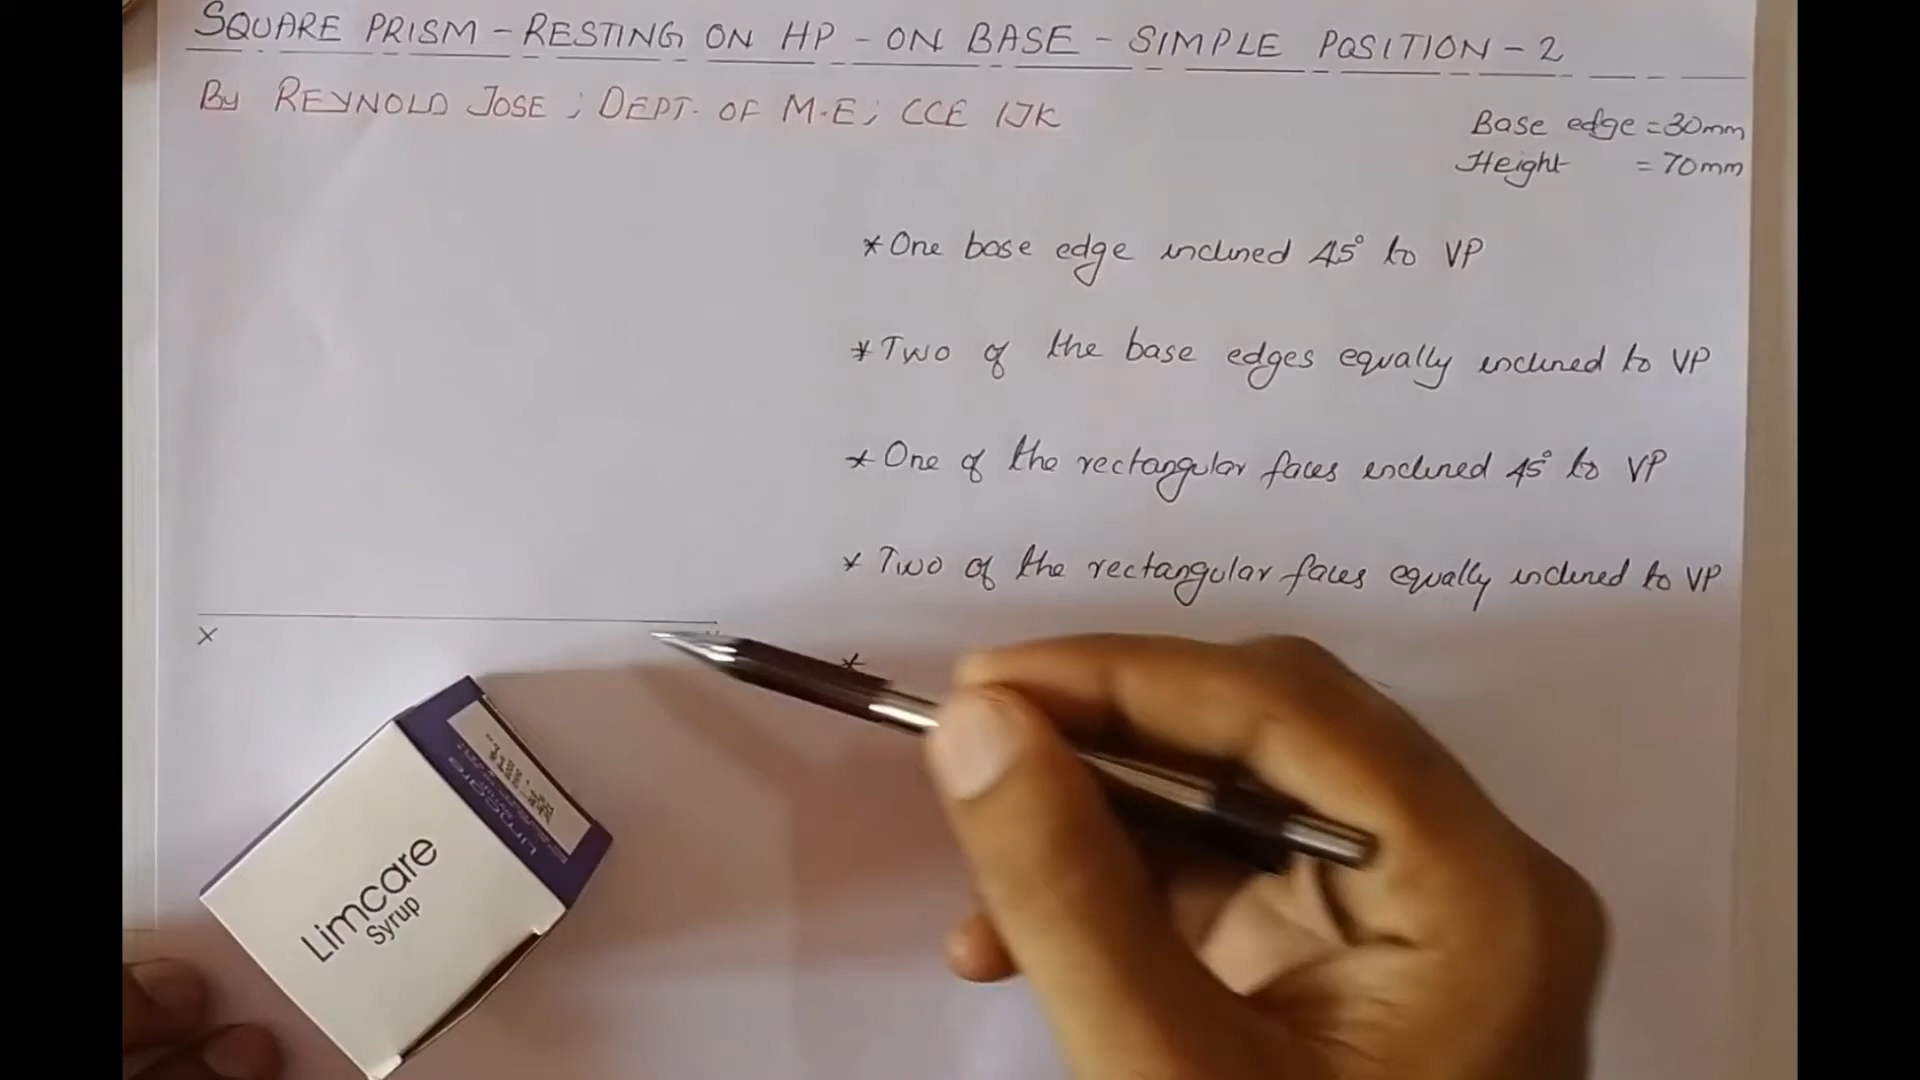 SQUARE PRISM - RESTING ON HP - ON BASE - SIMPLE POSITION - 2
By REYNOLD JOSE ; DEPT. OF M.E ; CCE IJK
Base edge = 30mm
Height = 70mm
* One base edge inclined 45° to VP
* Two of the base edges equally inclined to VP
* One of the rectangular faces inclined 45° to VP
* Two of the rectangular faces equally inclined to VP
X
*
Limcare
Syrup